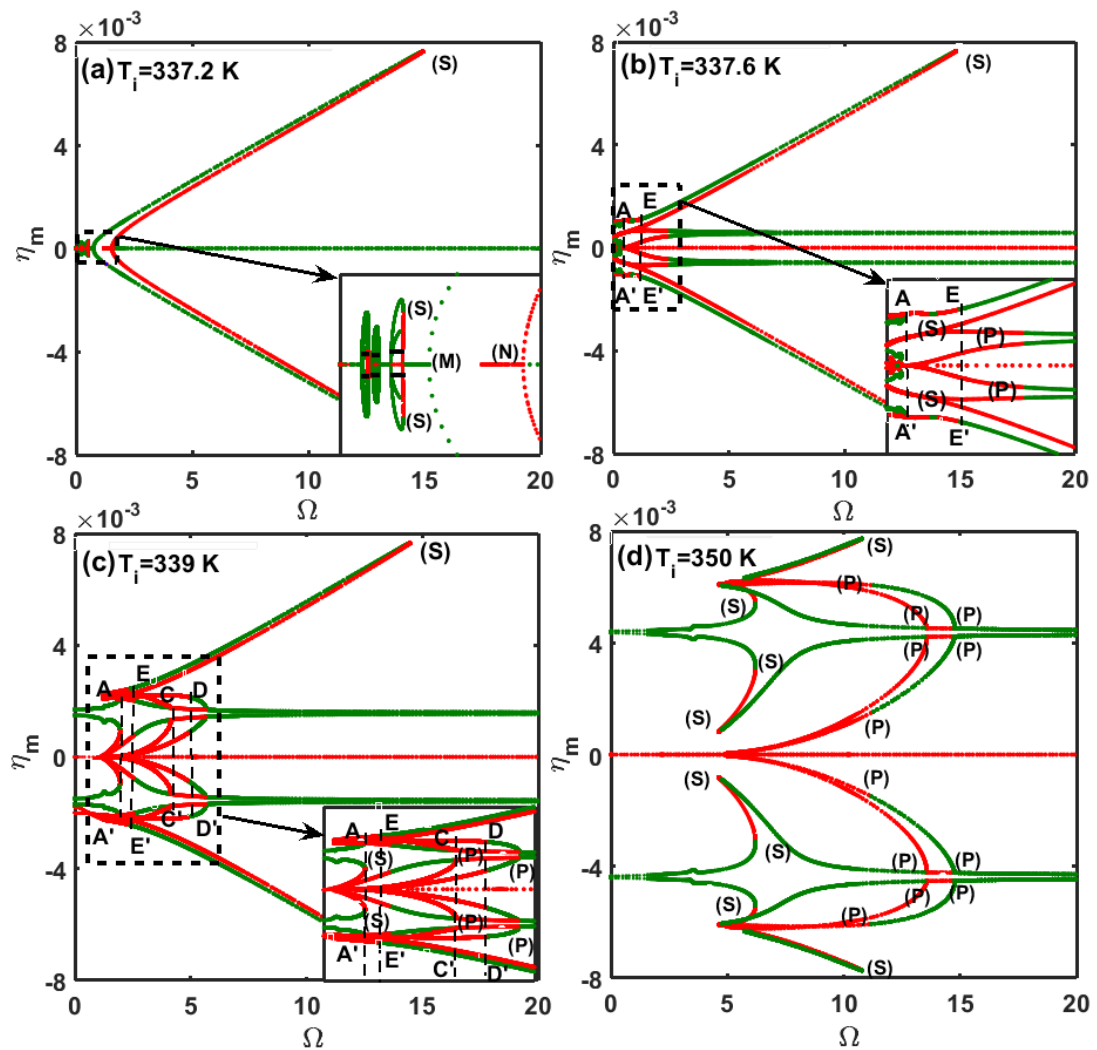 ×10⁻³
×10⁻³
(a) Tᵢ=337.2 K
(S)
(b) Tᵢ=337.6 K
(S)
8
4
0
-4
-8
ηₘ
(S)
(M)
(N)
(S)
0
5
10
15
20
Ω
8
4
0
-4
-8
ηₘ
A
E
A'
E'
A
E
(S)
(P)
(S)
(P)
A'
E'
0
5
10
15
20
Ω
×10⁻³
×10⁻³
(c) Tᵢ=339 K
(S)
(d) Tᵢ=350 K
8
4
0
-4
-8
ηₘ
A
E
C
D
A'
E'
C'
D'
A
E
C
D
(S)
(P)
(P)
(S)
(P)
(P)
A'
E'
C'
D'
0
5
10
15
20
Ω
8
4
0
-4
-8
ηₘ
(S)
(P)
(S)
(P)
(P)
(S)
(P)
(P)
(S)
(P)
(S)
(P)
(S)
(P)
(P)
(S)
(P)
(P)
(P)
(S)
0
5
10
15
20
Ω